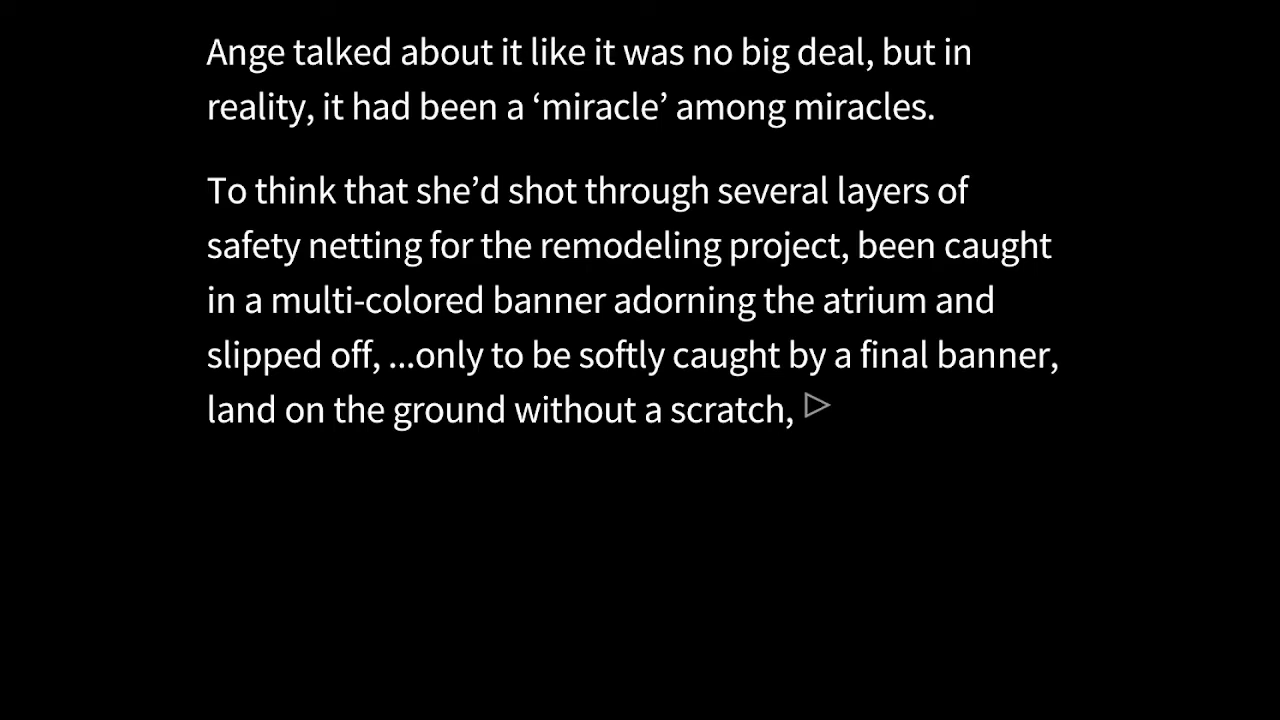 Ange talked about it like it was no big deal, but in
reality, it had been a ‘miracle’ among miracles.
To think that she’d shot through several layers of
safety netting for the remodeling project, been caught
in a multi-colored banner adorning the atrium and
slipped off, ...only to be softly caught by a final banner,
land on the ground without a scratch,